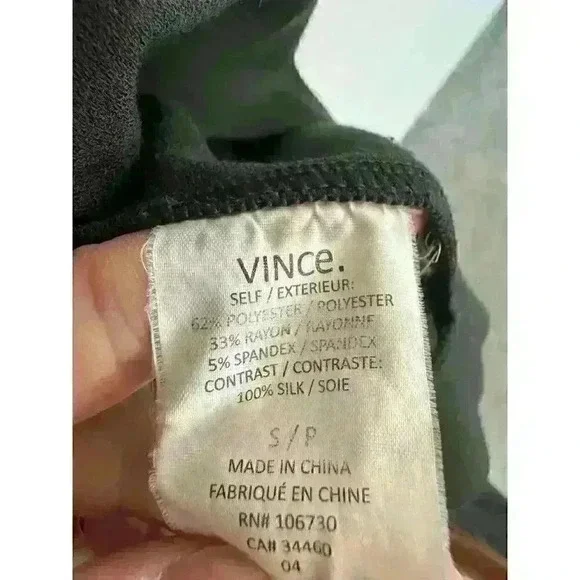 VINCe.
SELF / EXTERIEUR:
62% POLYESTER / POLYESTER
33% RAYON / RAYONNE
5% SPANDEX / SPANDEX
CONTRAST / CONTRASTE:
100% SILK / SOIE
S / P
MADE IN CHINA
FABRIQUÉ EN CHINE
RN# 106730
CA# 34460
04